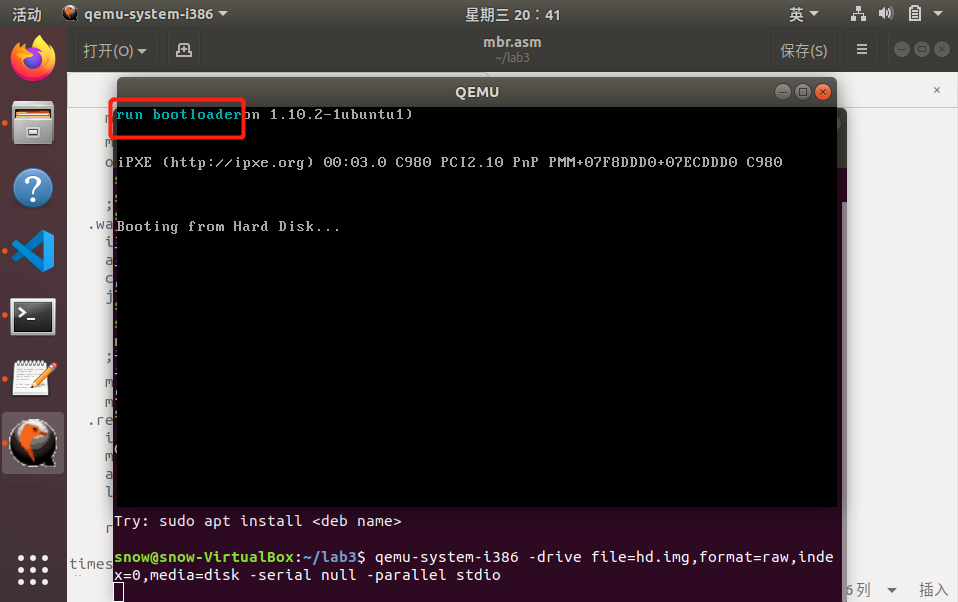 活动 qemu-system-i386 星期三 20：41 英
打开(O) mbr.asm 保存(S)
~/lab3
QEMU
run bootloaderon 1.10.2-1ubuntu1)
iPXE (http://ipxe.org) 00:03.0 C980 PCI2.10 PnP PMM+07F8DDD0+07ECDDD0 C980
Booting from Hard Disk...
Try: sudo apt install <deb name>
snow@snow-VirtualBox:~/lab3$ qemu-system-i386 -drive file=hd.img,format=raw,inde
x=0,media=disk -serial null -parallel stdio
times
6 列 插入